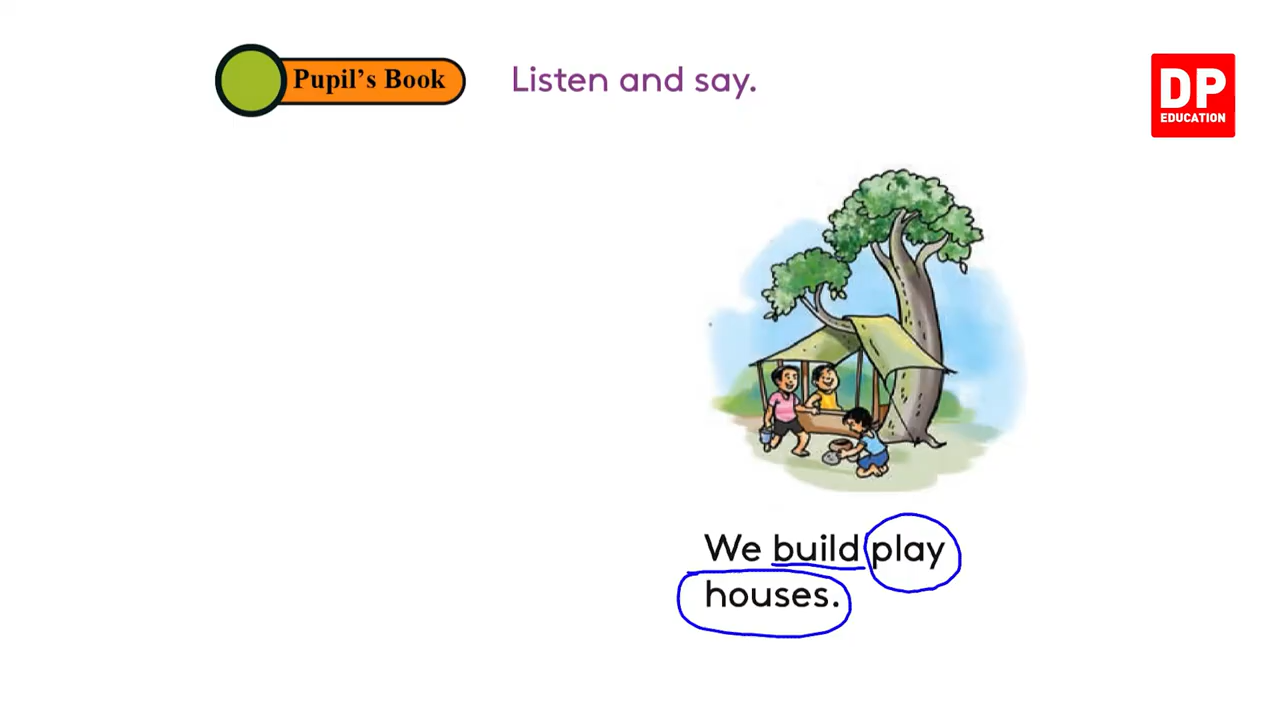 Pupil's Book
Listen and say.
DP
EDUCATION
We build play
houses.